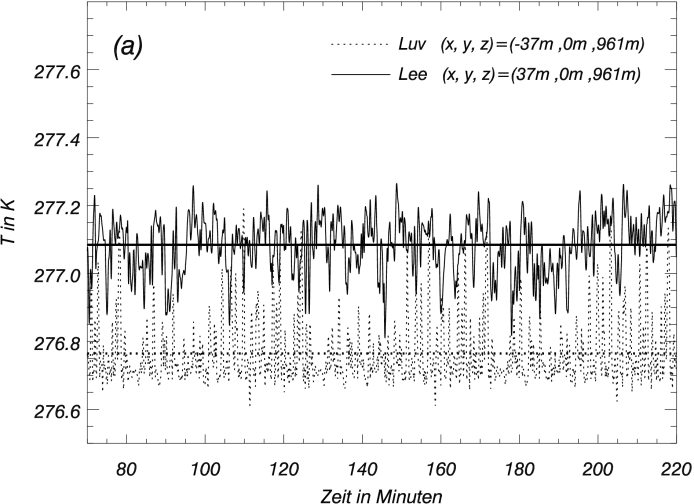 (a)
Luv (x, y, z)=(-37m ,0m ,961m)
Lee (x, y, z)=(37m ,0m ,961m)
T in K
277.6
277.4
277.2
277.0
276.8
276.6
80 100 120 140 160 180 200 220
Zeit in Minuten